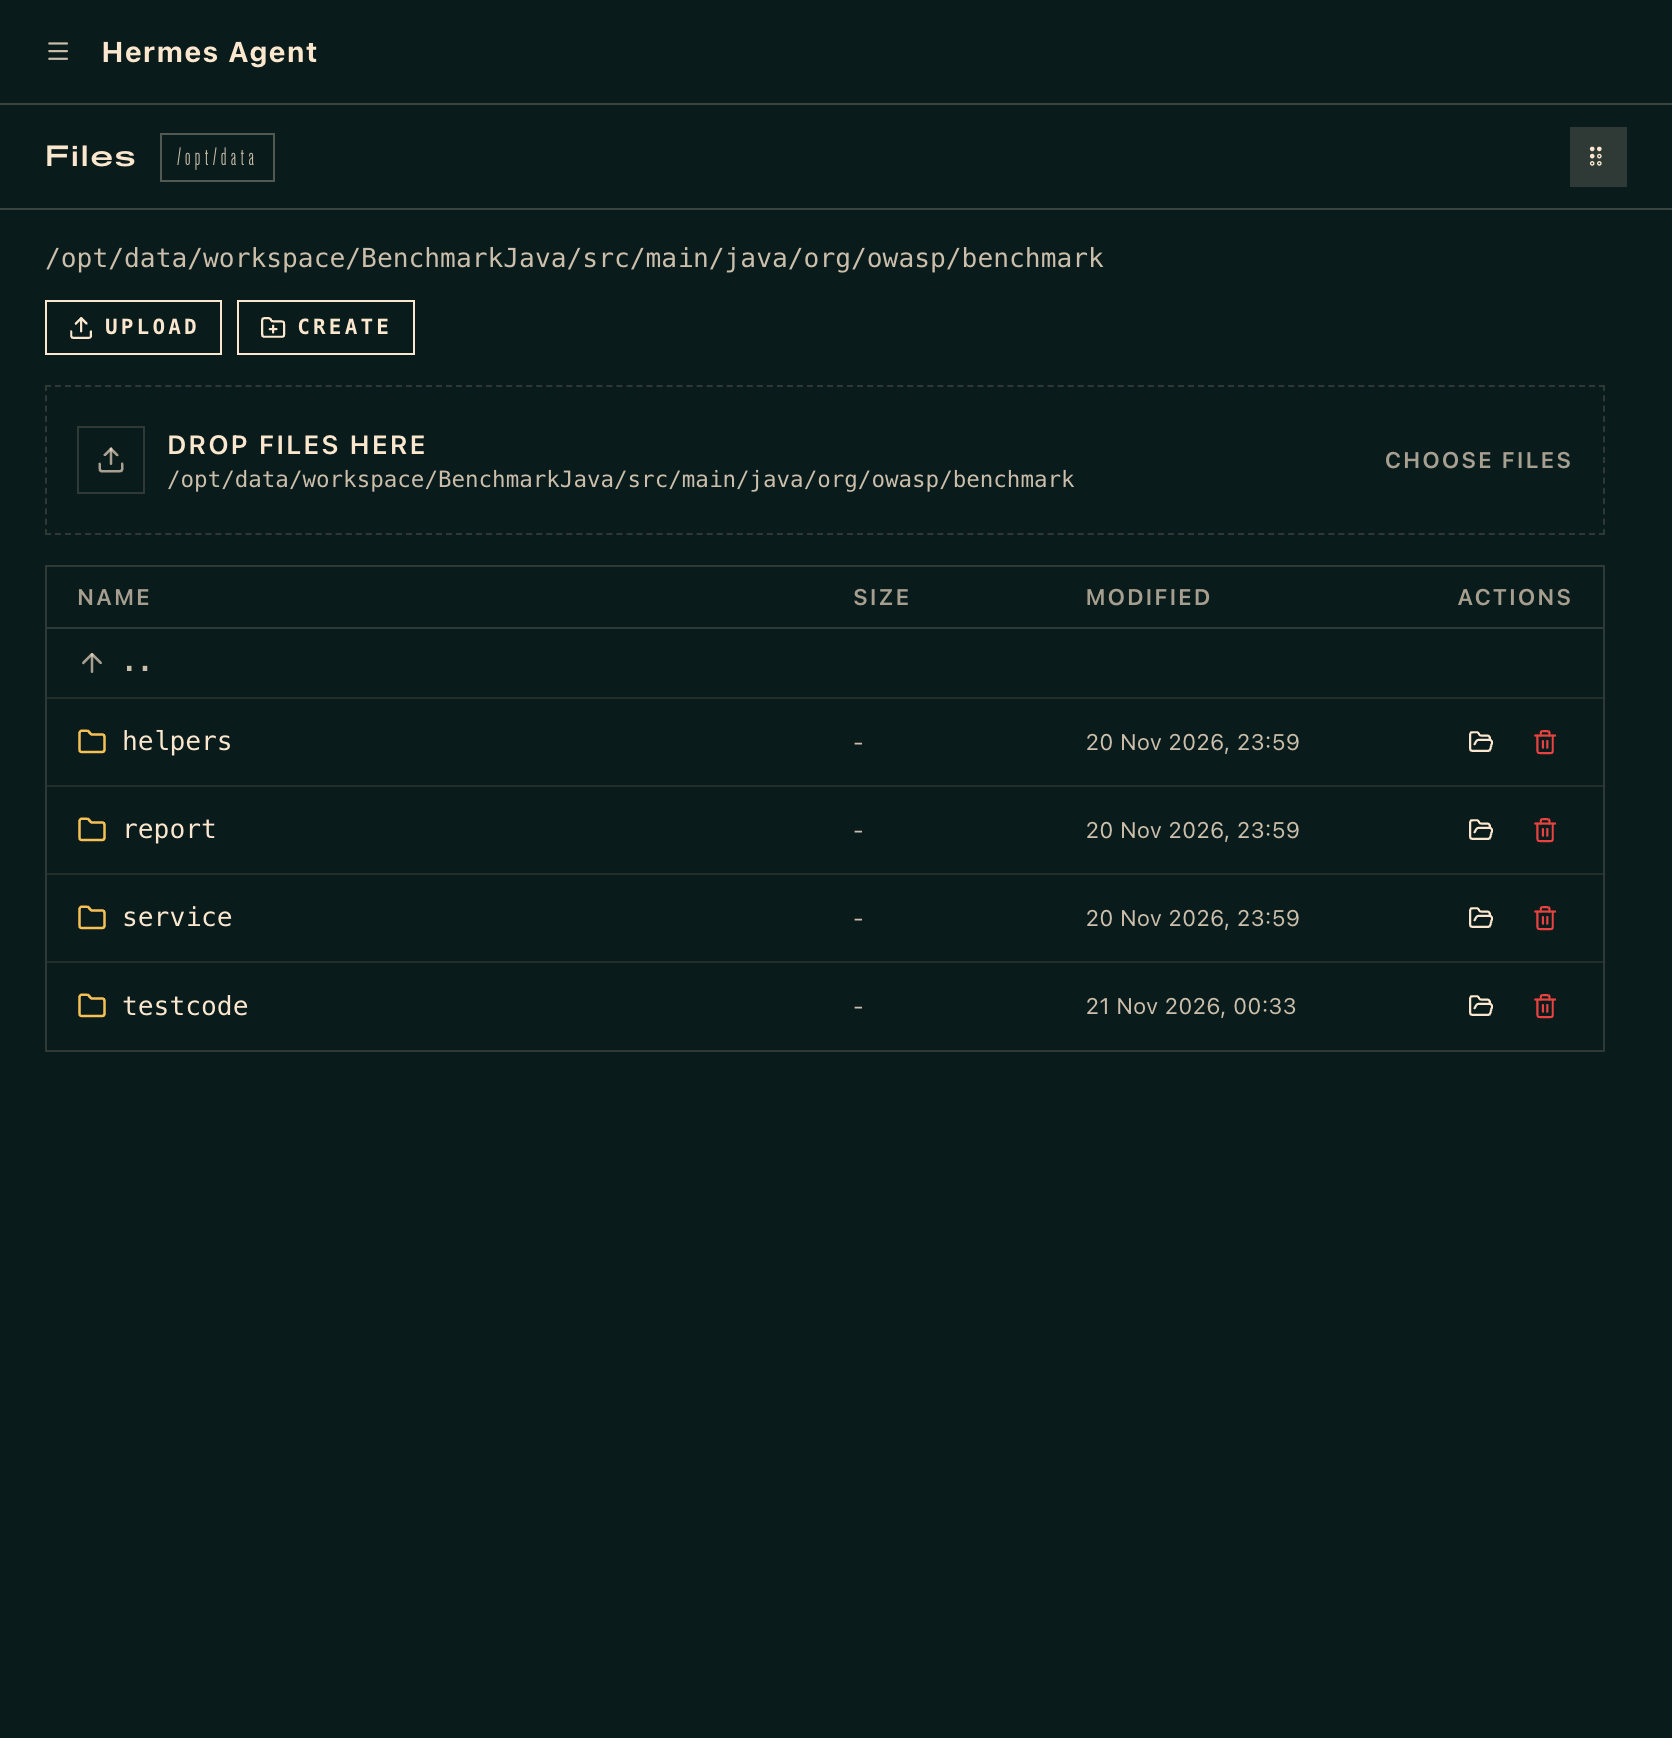 Hermes Agent
Files /opt/data
/opt/data/workspace/BenchmarkJava/src/main/java/org/owasp/benchmark
UPLOAD CREATE
DROP FILES HERE
/opt/data/workspace/BenchmarkJava/src/main/java/org/owasp/benchmark
CHOOSE FILES
NAME SIZE MODIFIED ACTIONS
..
helpers - 20 Nov 2026, 23:59
report - 20 Nov 2026, 23:59
service - 20 Nov 2026, 23:59
testcode - 21 Nov 2026, 00:33